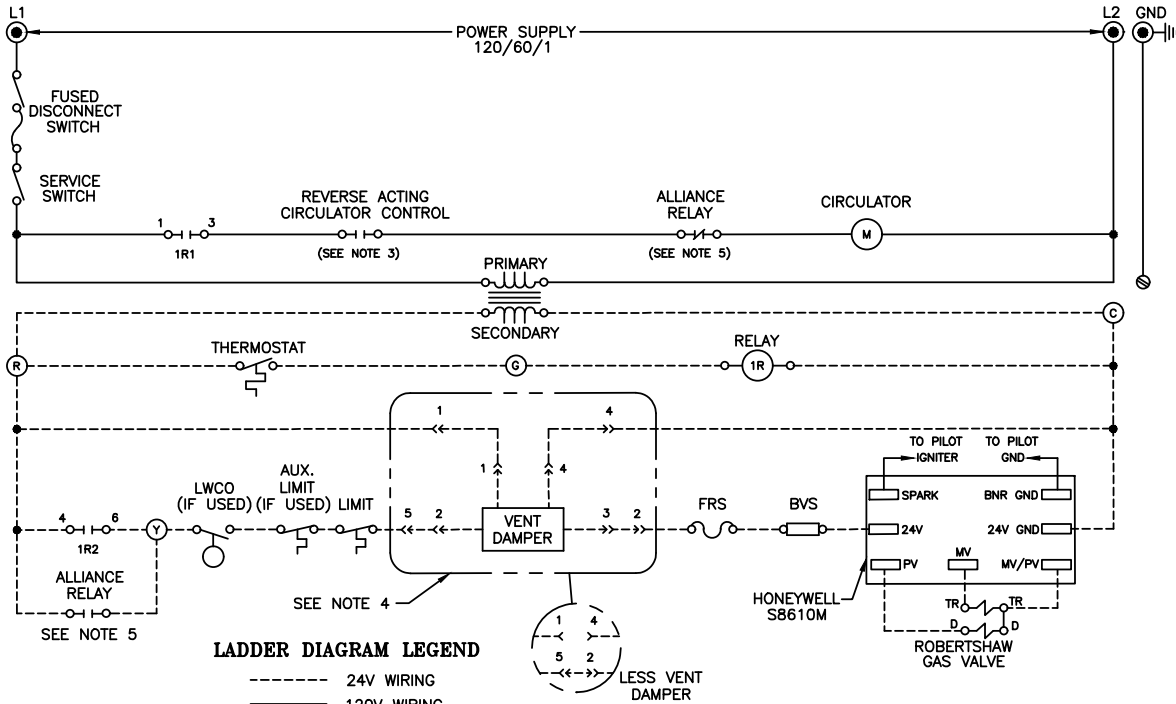 L1
L2 GND
POWER SUPPLY
120/60/1
FUSED
DISCONNECT
SWITCH
SERVICE
SWITCH
1 3
1R1
REVERSE ACTING
CIRCULATOR CONTROL
(SEE NOTE 3)
ALLIANCE
RELAY
(SEE NOTE 5)
CIRCULATOR
M
PRIMARY
SECONDARY
C
R
THERMOSTAT
G
RELAY
1R
1
4
1
4
TO PILOT
IGNITER
TO PILOT
GND
4 6
1R2
Y
LWCO
(IF USED)
AUX.
LIMIT
(IF USED)
LIMIT
5 2
VENT
DAMPER
3 2
FRS
BVS
SPARK
BNR GND
24V
24V GND
PV
MV
MV/PV
ALLIANCE
RELAY
SEE NOTE 5
SEE NOTE 4
HONEYWELL
S8610M
TR TR
D D
ROBERTSHAW
GAS VALVE
1 4
5 2
LESS VENT
DAMPER
LADDER DIAGRAM LEGEND
24V WIRING
120V WIRING